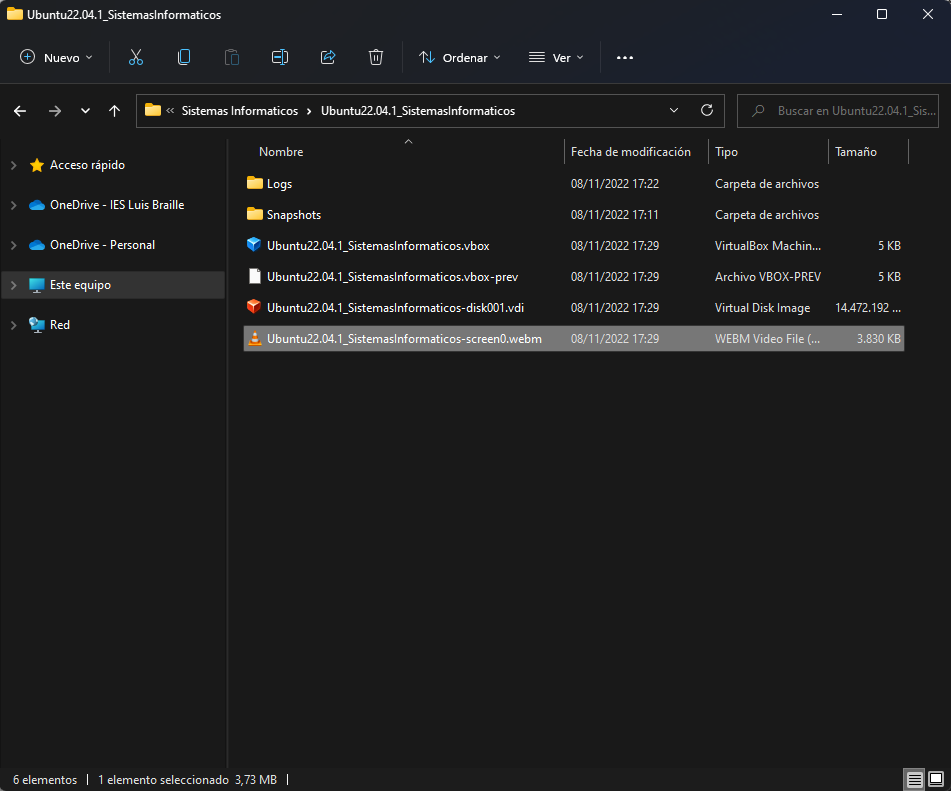 Ubuntu22.04.1_SistemasInformaticos
Nuevo Ordenar Ver
« Sistemas Informaticos › Ubuntu22.04.1_SistemasInformaticos Buscar en Ubuntu22.04.1_Sis...
Nombre Fecha de modificación Tipo Tamaño
Acceso rápido
OneDrive - IES Luis Braille
OneDrive - Personal
Este equipo
Red
Logs 08/11/2022 17:22 Carpeta de archivos
Snapshots 08/11/2022 17:11 Carpeta de archivos
Ubuntu22.04.1_SistemasInformaticos.vbox 08/11/2022 17:29 VirtualBox Machin... 5 KB
Ubuntu22.04.1_SistemasInformaticos.vbox-prev 08/11/2022 17:29 Archivo VBOX-PREV 5 KB
Ubuntu22.04.1_SistemasInformaticos-disk001.vdi 08/11/2022 17:29 Virtual Disk Image 14.472.192 ...
Ubuntu22.04.1_SistemasInformaticos-screen0.webm 08/11/2022 17:29 WEBM Video File (... 3.830 KB
6 elementos 1 elemento seleccionado 3,73 MB